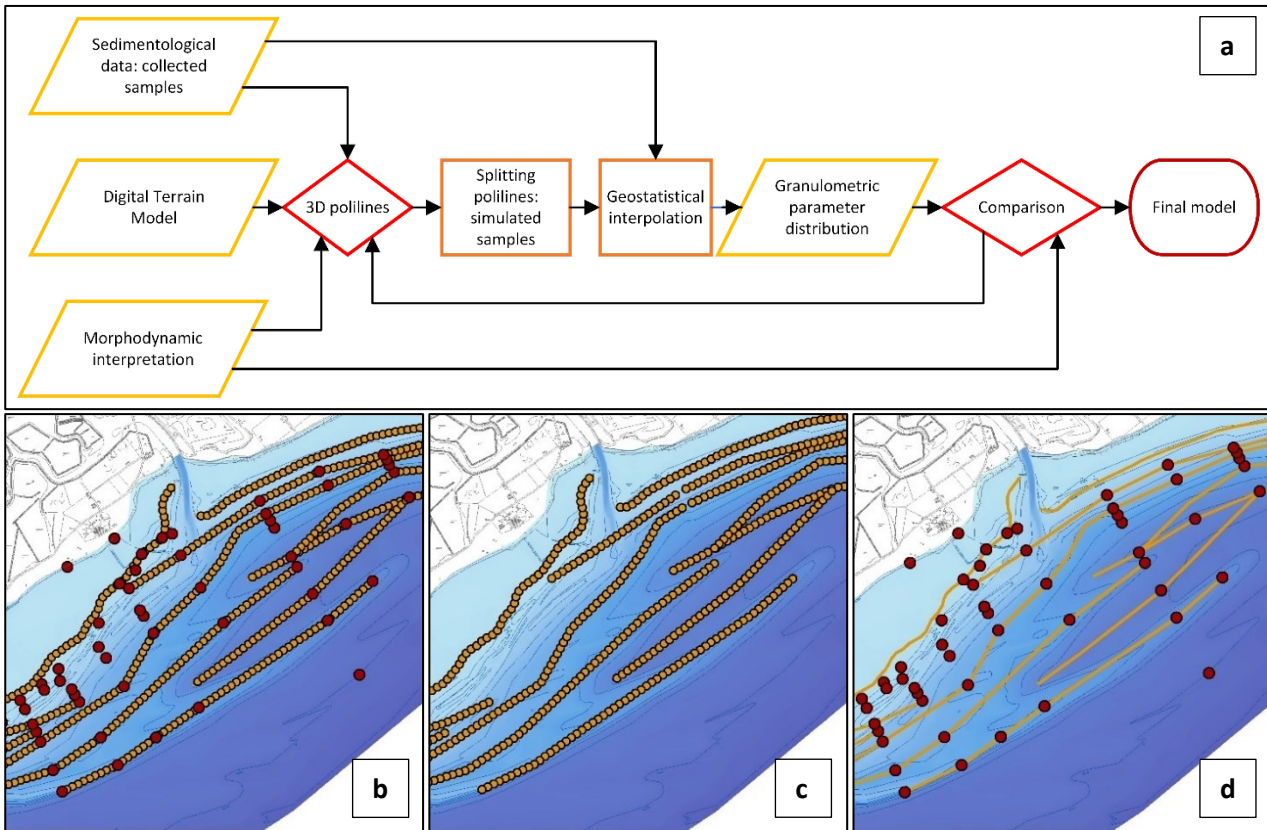 Sedimentological
data: collected
samples
a
Digital Terrain
Model
3D polilines
Splitting
polilines:
simulated
samples
Geostatistical
interpolation
Granulometric
parameter
distribution
Comparison
Final model
Morphodynamic
interpretation
b
c
d